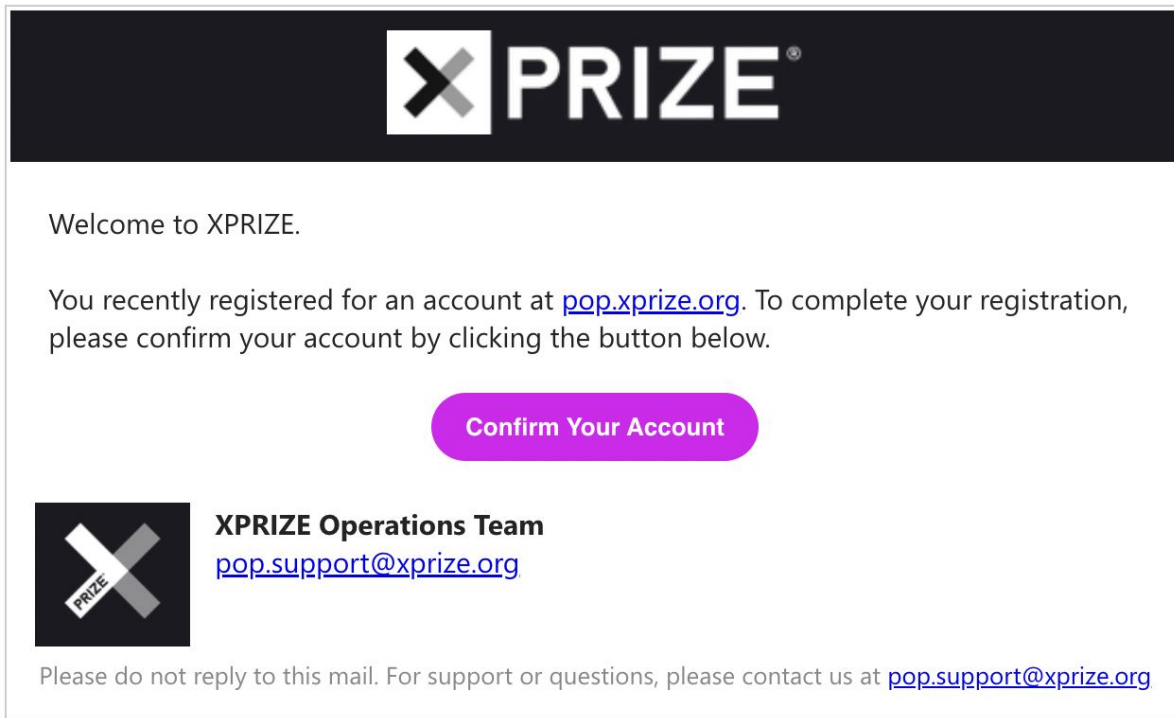 XPRIZE®
Welcome to XPRIZE.
You recently registered for an account at pop.xprize.org. To complete your registration,
please confirm your account by clicking the button below.
Confirm Your Account
PRIZE
XPRIZE Operations Team
pop.support@xprize.org
Please do not reply to this mail. For support or questions, please contact us at pop.support@xprize.org